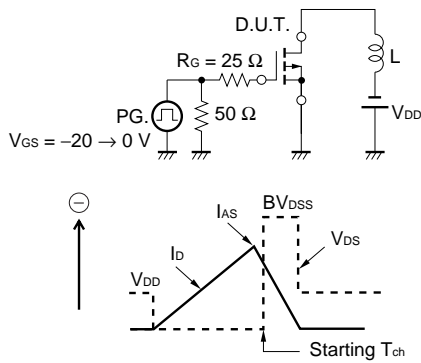 D.U.T.
RG = 25 Ω
L
PG.
50 Ω
VDD
VGS = −20 → 0 V
−
IAS
BVDSS
ID
VDS
VDD
Starting Tch